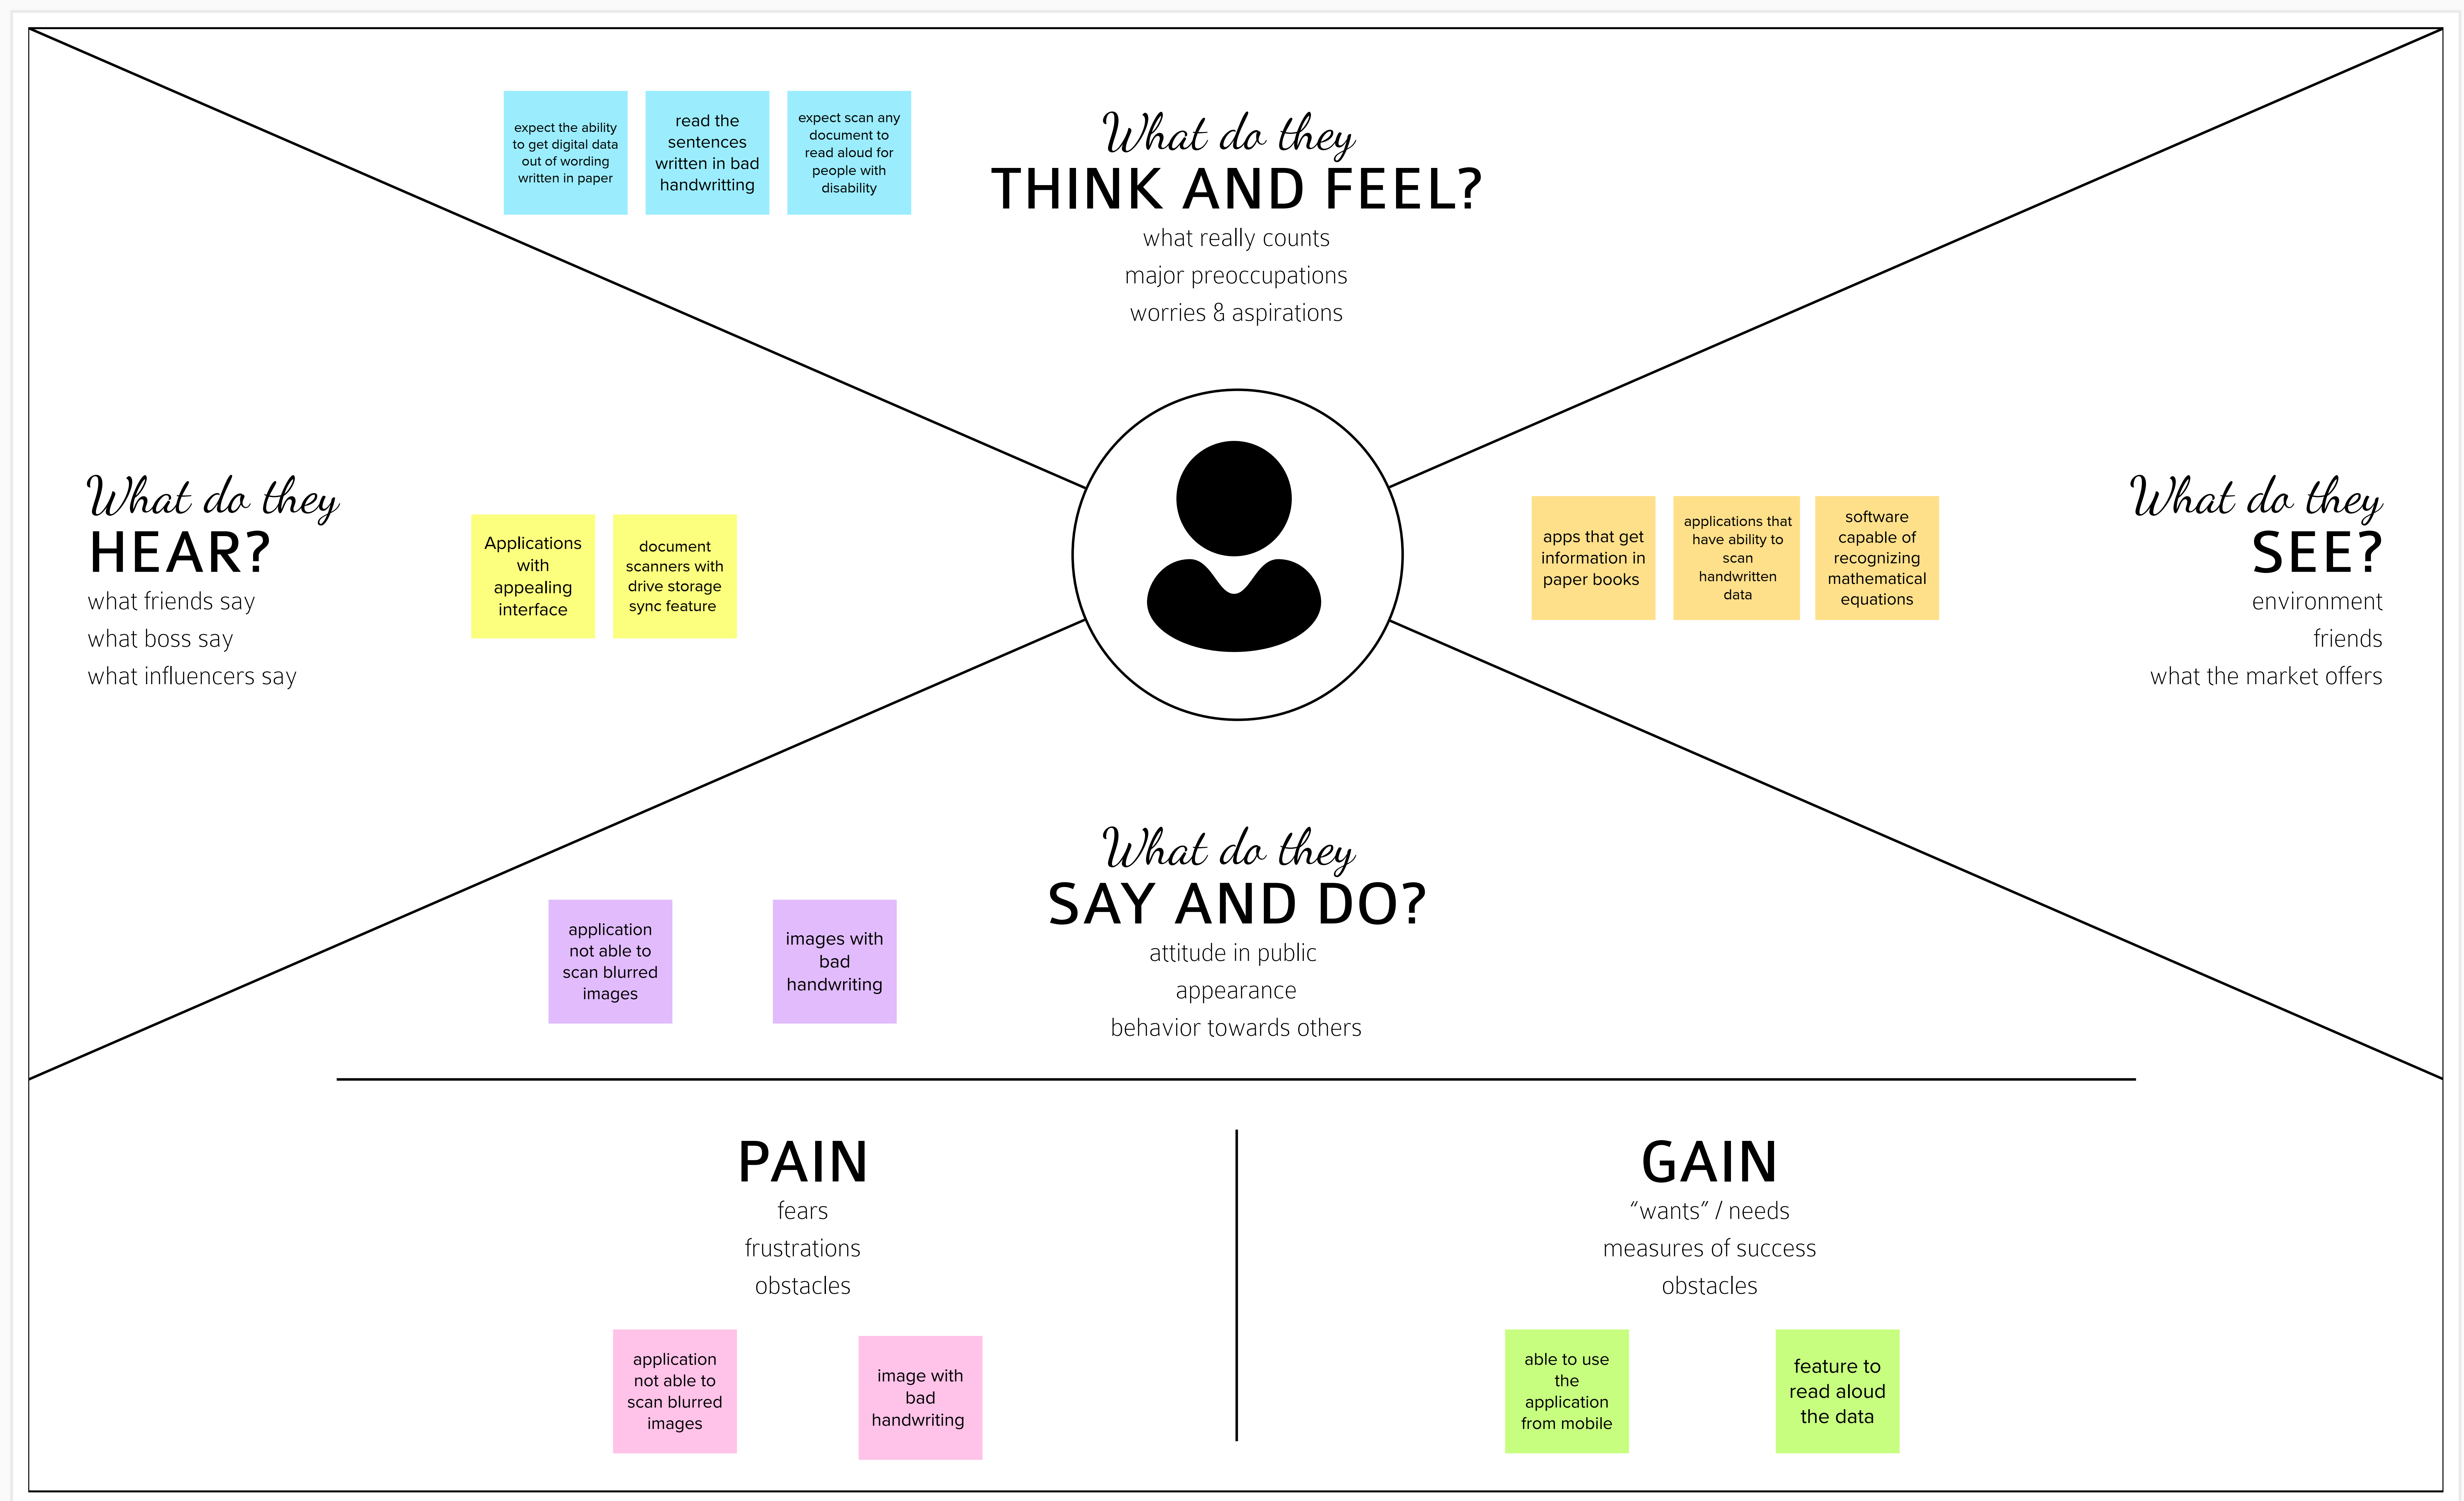 expect the ability
to get digital data
out of wording
written in paper
read the
sentences
written in bad
handwritting
expect scan any
document to
read aloud for
people with
disability
What do they
THINK AND FEEL?
what really counts
major preoccupations
worries & aspirations
What do they
HEAR?
what friends say
what boss say
what influencers say
Applications
with
appealing
interface
document
scanners with
drive storage
sync feature
apps that get
information in
paper books
applications that
have ability to
scan
handwritten
data
software
capable of
recognizing
mathematical
equations
What do they
SEE?
environment
friends
what the market offers
What do they
SAY AND DO?
attitude in public
appearance
behavior towards others
application
not able to
scan blurred
images
images with
bad
handwriting
PAIN
fears
frustrations
obstacles
application
not able to
scan blurred
images
image with
bad
handwriting
GAIN
“wants” / needs
measures of success
obstacles
able to use
the
application
from mobile
feature to
read aloud
the data